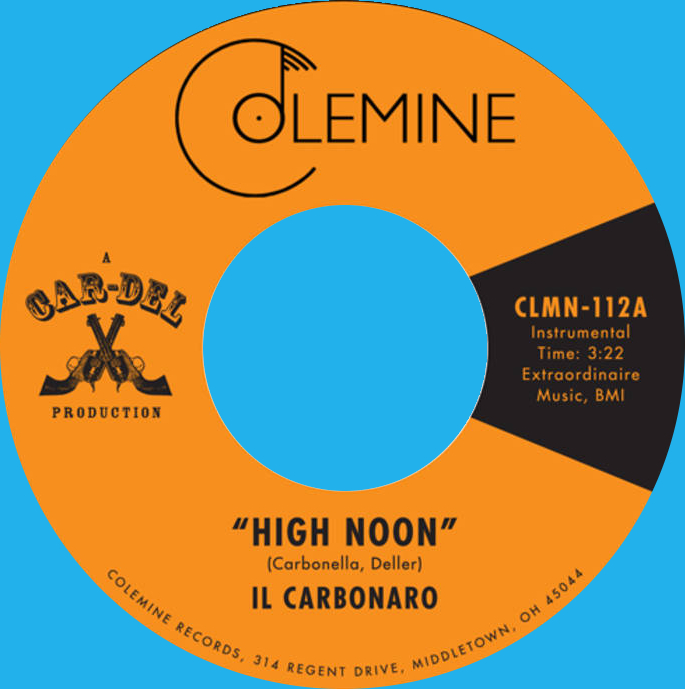 COLEMINE
A
CAR-DEL
PRODUCTION
CLMN-112A
Instrumental
Time: 3:22
Extraordinaire
Music, BMI
“HIGH NOON”
(Carbonella, Deller)
IL CARBONARO
COLEMINE RECORDS, 314 REGENT DRIVE, MIDDLETOWN, OH 45044